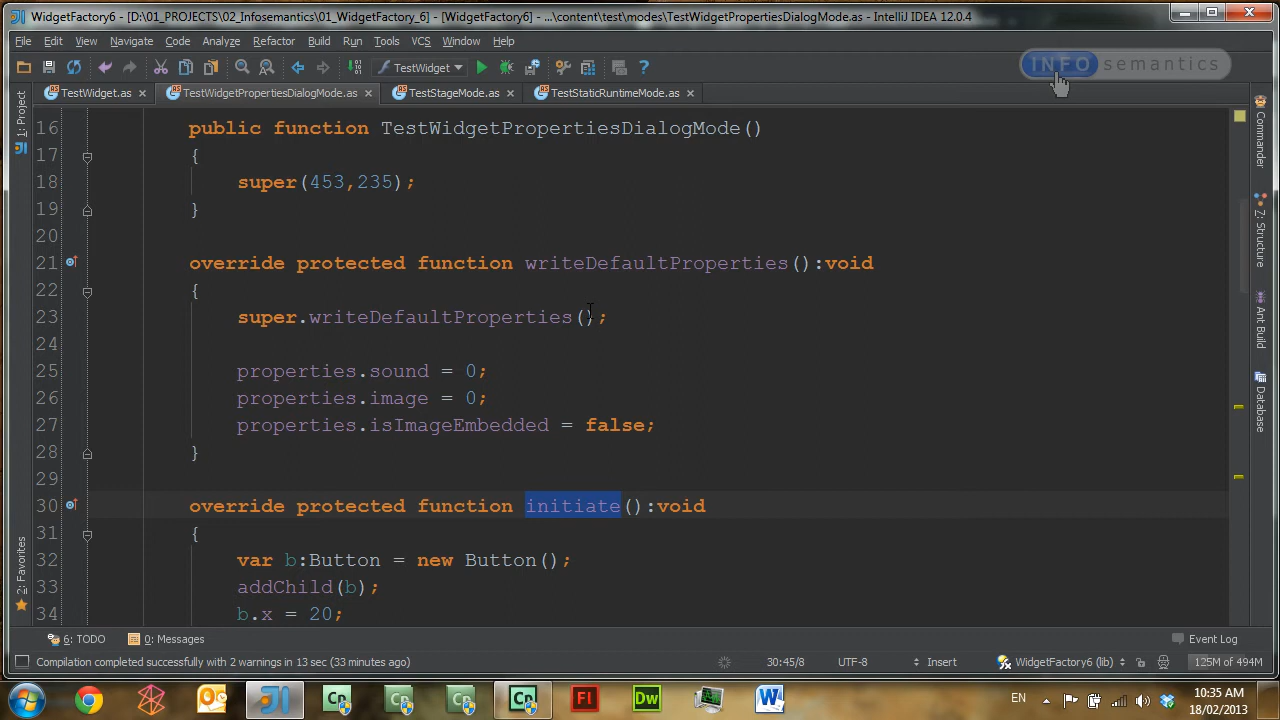 WidgetFactory6 - [D:\01_PROJECTS\02_Infosemantics\01_WidgetFactory_6] - [WidgetFactory6] - ...\content\test\modes\TestWidgetPropertiesDialogMode.as - IntelliJ IDEA 12.0.4
File Edit View Navigate Code Analyze Refactor Build Run Tools VCS Window Help
TestWidget
INFOsemantics
TestWidget.as TestWidgetPropertiesDialogMode.as TestStageMode.as TestStaticRuntimeMode.as
1: Project
2: Favorites
Commander
Z: Structure
Ant Build
Database
16 public function TestWidgetPropertiesDialogMode()
17 {
18 super(453,235);
19 }
20
21 override protected function writeDefaultProperties():void
22 {
23 super.writeDefaultProperties();
24
25 properties.sound = 0;
26 properties.image = 0;
27 properties.isImageEmbedded = false;
28 }
29
30 override protected function initiate():void
31 {
32 var b:Button = new Button();
33 addChild(b);
34 b.x = 20;
6: TODO 0: Messages Event Log
Compilation completed successfully with 2 warnings in 13 sec (33 minutes ago) 30:45/8 UTF-8 Insert WidgetFactory6 (lib) 125M of 494M
EN 10:35 AM
18/02/2013